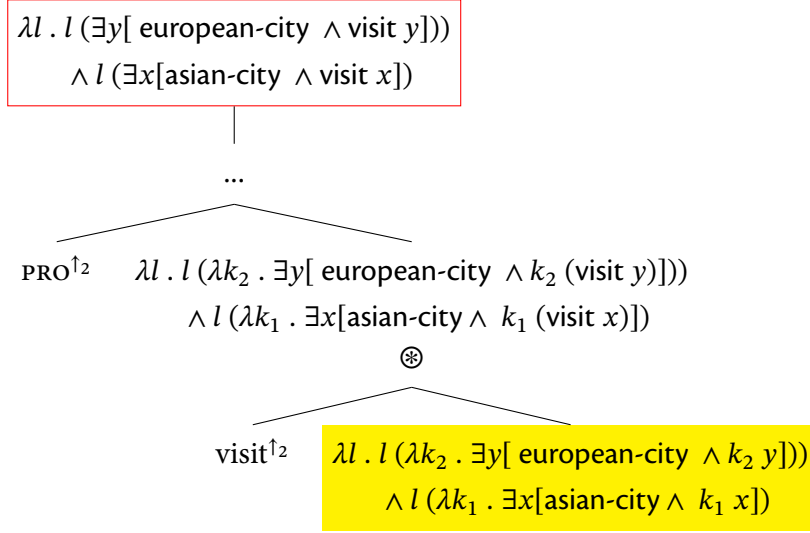 λl . l (∃y[ european-city ∧ visit y]))
∧ l (∃x[asian-city ∧ visit x])
...
PRO↑2 λl . l (λk₂ . ∃y[ european-city ∧ k₂ (visit y)]))
∧ l (λk₁ . ∃x[asian-city ∧ k₁ (visit x)])
⊛
visit↑2 λl . l (λk₂ . ∃y[ european-city ∧ k₂ y]))
∧ l (λk₁ . ∃x[asian-city ∧ k₁ x])